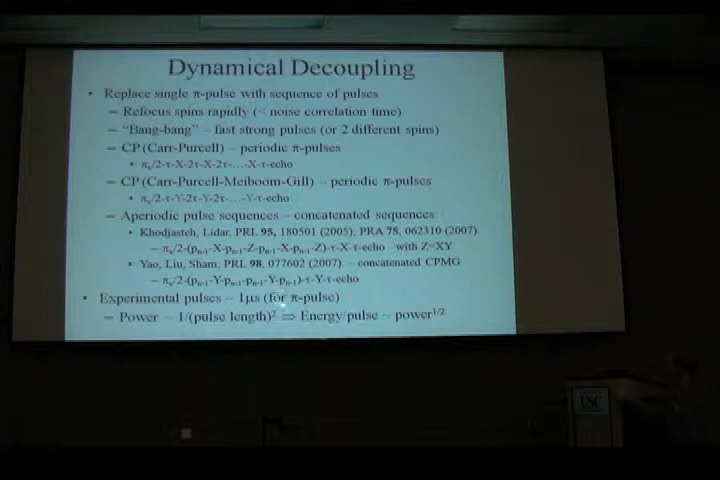 Dynamical Decoupling
• Replace single π-pulse with sequence of pulses
– Refocus spins rapidly (< noise correlation time)
– "Bang-bang" – fast strong pulses (or 2 different spins)
– CP (Carr-Purcell) – periodic π-pulses
• πₓ/2-τ-X-2τ-X-2τ-…-X-τ-echo
– CP (Carr-Purcell-Meiboom-Gill) – periodic π-pulses
• πₓ/2-τ-Y-2τ-Y-2τ-…-Y-τ-echo
– Aperiodic pulse sequences – concatenated sequences
• Khodjasteh, Lidar, PRL 95, 180501 (2005); PRA 75, 062310 (2007).
– πₓ/2-(pₙ₋₁-X-pₙ₋₁-Z-pₙ₋₁-X-pₙ₋₁-Z)-τ-X-τ-echo with Z=XY
• Yao, Liu, Sham, PRL 98, 077602 (2007). – concatenated CPMG
– πₓ/2-(pₙ₋₁-Y-pₙ₋₁-pₙ₋₁-Y-pₙ₋₁)-τ-Y-τ-echo
• Experimental pulses ~ 1μs (for π-pulse)
– Power ~ 1/(pulse length)² ⇒ Energy/pulse ~ power¹ᐟ²
USC